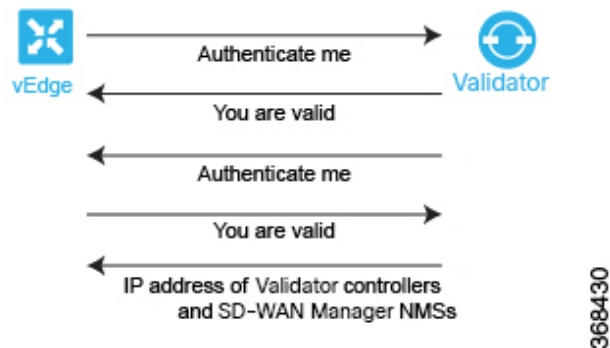 Authenticate me
vEdge
Validator
You are valid
Authenticate me
You are valid
IP address of Validator controllers
and SD-WAN Manager NMSs
368430